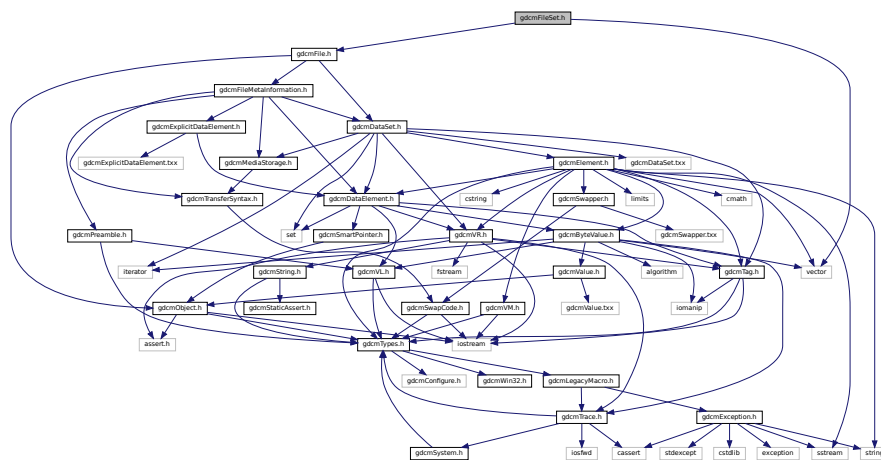 gdcmFileSet.h
gdcmFile.h
gdcmFileMetaInformation.h
gdcmExplicitDataElement.h
gdcmDataSet.h
gdcmExplicitDataElement.txx
gdcmMediaStorage.h
gdcmElement.h
gdcmDataSet.txx
gdcmTransferSyntax.h
gdcmDataElement.h
cstring
gdcmSwapper.h
limits
cmath
gdcmPreamble.h
set
gdcmSmartPointer.h
gdcmVR.h
gdcmByteValue.h
gdcmSwapper.txx
iterator
gdcmString.h
gdcmVL.h
fstream
gdcmValue.h
algorithm
gdcmTag.h
vector
gdcmObject.h
gdcmStaticAssert.h
gdcmSwapCode.h
gdcmVM.h
gdcmValue.txx
iomanip
assert.h
gdcmTypes.h
iostream
gdcmConfigure.h
gdcmWin32.h
gdcmLegacyMacro.h
gdcmTrace.h
gdcmException.h
gdcmSystem.h
iosfwd
cassert
stdexcept
cstdlib
exception
sstream
string